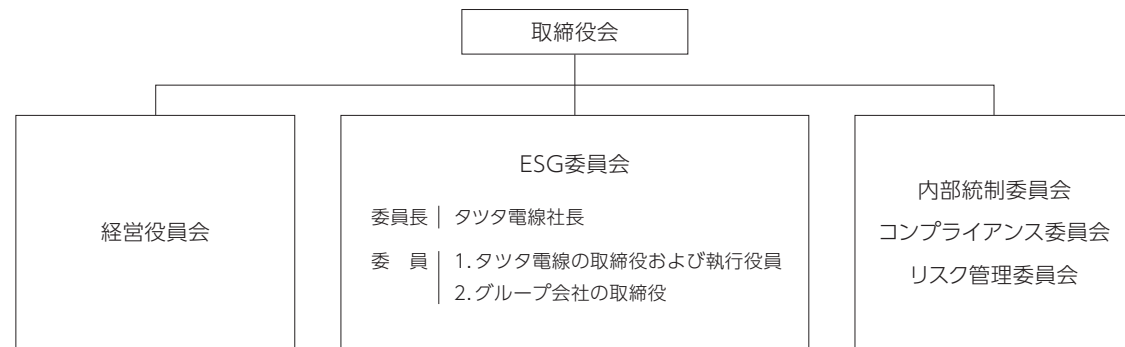 取締役会
経営役員会
ESG委員会
委員長 タツタ電線社長
委　員 1.タツタ電線の取締役および執行役員
2.グループ会社の取締役
内部統制委員会
コンプライアンス委員会
リスク管理委員会